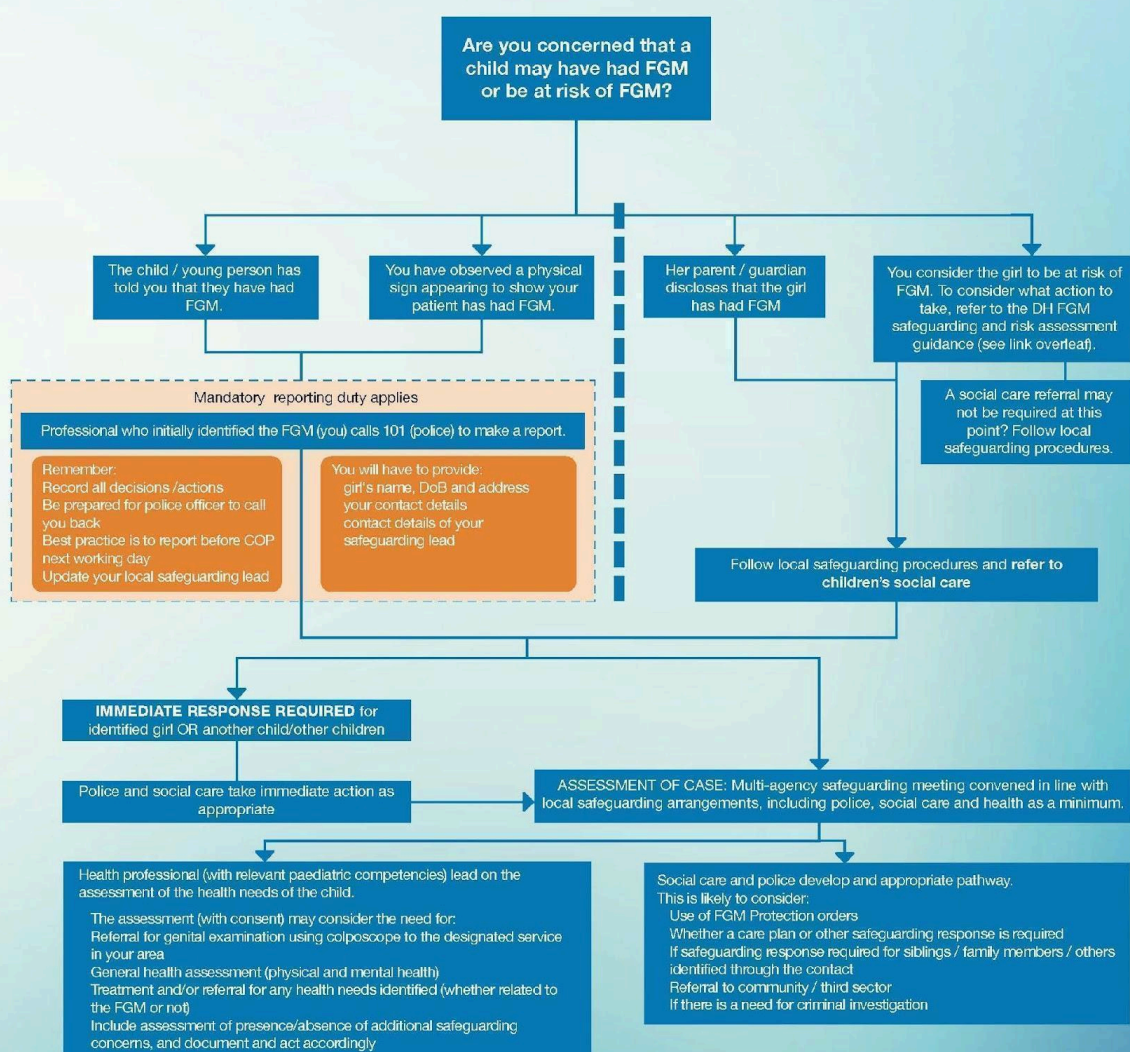 Are you concerned that a
child may have had FGM
or be at risk of FGM?
The child / young person has
told you that they have had
FGM.
You have observed a physical
sign appearing to show your
patient has had FGM.
Her parent / guardian
discloses that the girl
has had FGM
You consider the girl to be at risk of
FGM. To consider what action to
take, refer to the DH FGM
safeguarding and risk assessment
guidance (see link overleaf).
A social care referral may
not be required at this
point? Follow local
safeguarding procedures.
Mandatory reporting duty applies
Professional who initially identified the FGM (you) calls 101 (police) to make a report.
Remember:
Record all decisions /actions
Be prepared for police officer to call
you back
Best practice is to report before COP
next working day
Update your local safeguarding lead
You will have to provide:
girl's name, DoB and address
your contact details
contact details of your
safeguarding lead
Follow local safeguarding procedures and refer to
children's social care
IMMEDIATE RESPONSE REQUIRED for
identified girl OR another child/other children
Police and social care take immediate action as
appropriate
ASSESSMENT OF CASE: Multi-agency safeguarding meeting convened in line with
local safeguarding arrangements, including police, social care and health as a minimum.
Health professional (with relevant paediatric competencies) lead on the
assessment of the health needs of the child.
The assessment (with consent) may consider the need for:
Referral for genital examination using colposcope to the designated service
in your area
General health assessment (physical and mental health)
Treatment and/or referral for any health needs identified (whether related to
the FGM or not)
Include assessment of presence/absence of additional safeguarding
concerns, and document and act accordingly
Social care and police develop and appropriate pathway.
This is likely to consider:
Use of FGM Protection orders
Whether a care plan or other safeguarding response is required
If safeguarding response required for siblings / family members / others
identified through the contact
Referral to community / third sector
If there is a need for criminal investigation